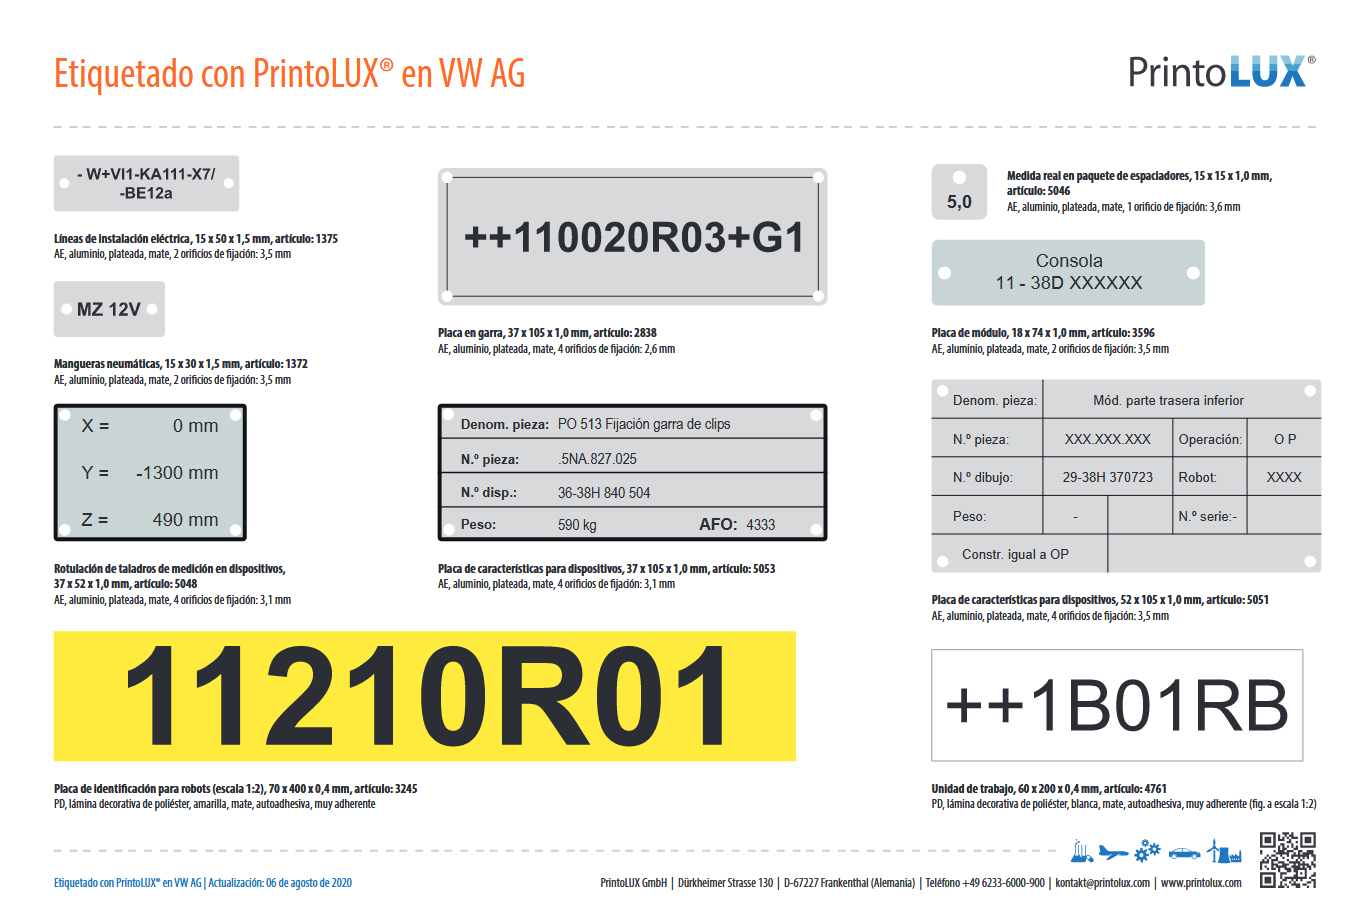 Etiquetado con PrintoLUX® en VW AG
PrintoLUX®
- W+VI1-KA111-X7/
-BE12a
Líneas de instalación eléctrica, 15 x 50 x 1,5 mm, artículo: 1375
AE, aluminio, plateada, mate, 2 orificios de fijación: 3,5 mm
MZ 12V
Mangueras neumáticas, 15 x 30 x 1,5 mm, artículo: 1372
AE, aluminio, plateada, mate, 2 orificios de fijación: 3,5 mm
X = 0 mm
Y = -1300 mm
Z = 490 mm
Rotulación de taladros de medición en dispositivos,
37 x 52 x 1,0 mm, artículo: 5048
AE, aluminio, plateada, mate, 4 orificios de fijación: 3,1 mm
++110020R03+G1
Placa en garra, 37 x 105 x 1,0 mm, artículo: 2838
AE, aluminio, plateada, mate, 4 orificios de fijación: 2,6 mm
Denom. pieza: PO 513 Fijación garra de clips
N.º pieza: .5NA.827.025
N.º disp.: 36-38H 840 504
Peso: 590 kg AFO: 4333
Placa de características para dispositivos, 37 x 105 x 1,0 mm, artículo: 5053
AE, aluminio, plateada, mate, 4 orificios de fijación: 3,1 mm
5,0
Medida real en paquete de espaciadores, 15 x 15 x 1,0 mm,
artículo: 5046
AE, aluminio, plateada, mate, 1 orificio de fijación: 3,6 mm
Consola
11 - 38D XXXXXX
Placa de módulo, 18 x 74 x 1,0 mm, artículo: 3596
AE, aluminio, plateada, mate, 2 orificios de fijación: 3,5 mm
Denom. pieza: Mód. parte trasera inferior
N.º pieza: XXX.XXX.XXX Operación: O P
N.º dibujo: 29-38H 370723 Robot: XXXX
Peso: - N.º serie:-
Constr. igual a OP
Placa de características para dispositivos, 52 x 105 x 1,0 mm, artículo: 5051
AE, aluminio, plateada, mate, 4 orificios de fijación: 3,5 mm
11210R01
Placa de identificación para robots (escala 1:2), 70 x 400 x 0,4 mm, artículo: 3245
PD, lámina decorativa de poliéster, amarilla, mate, autoadhesiva, muy adherente
++1B01RB
Unidad de trabajo, 60 x 200 x 0,4 mm, artículo: 4761
PD, lámina decorativa de poliéster, blanca, mate, autoadhesiva, muy adherente (fig. a escala 1:2)
Etiquetado con PrintoLUX® en VW AG | Actualización: 06 de agosto de 2020
PrintoLUX GmbH | Dürkheimer Strasse 130 | D-67227 Frankenthal (Alemania) | Teléfono +49 6233-6000-900 | kontakt@printolux.com | www.printolux.com